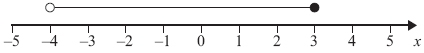 –5 –4 –3 –2 –1 0 1 2 3 4 5 x